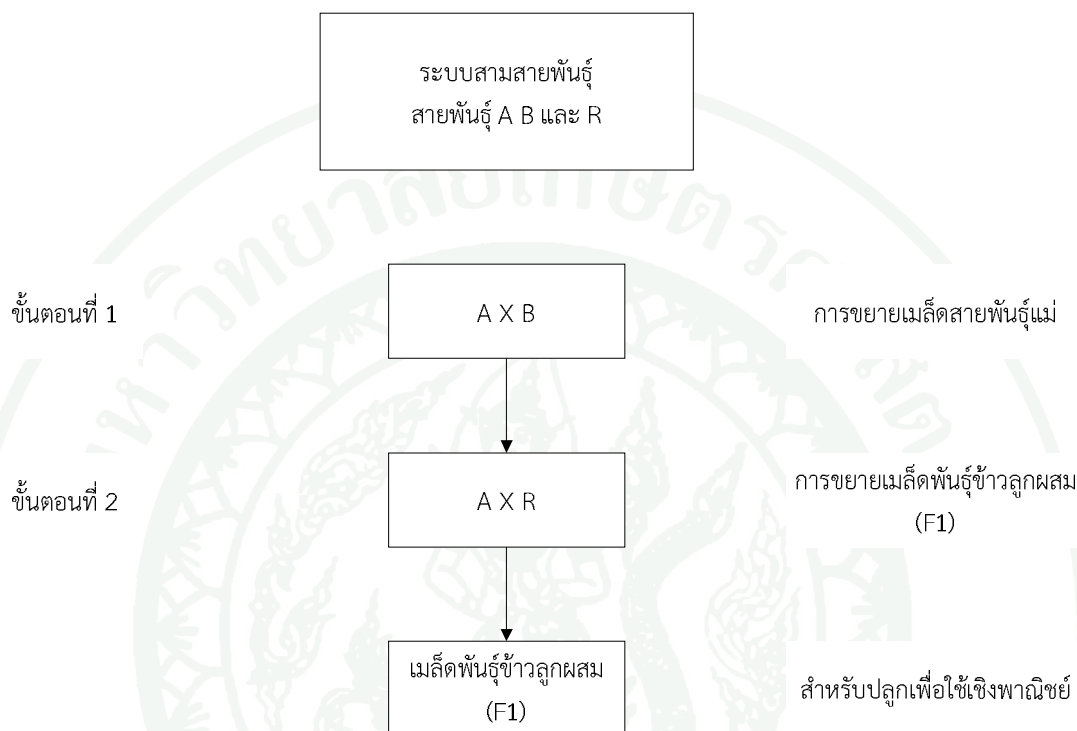 ระบบสามสายพันธุ์
สายพันธุ์ A B และ R
ขั้นตอนที่ 1
A X B
การขยายเมล็ดสายพันธุ์แม่
ขั้นตอนที่ 2
A X R
การขยายเมล็ดพันธุ์ข้าวลูกผสม
(F1)
เมล็ดพันธุ์ข้าวลูกผสม
(F1)
สำหรับปลูกเพื่อใช้เชิงพาณิชย์